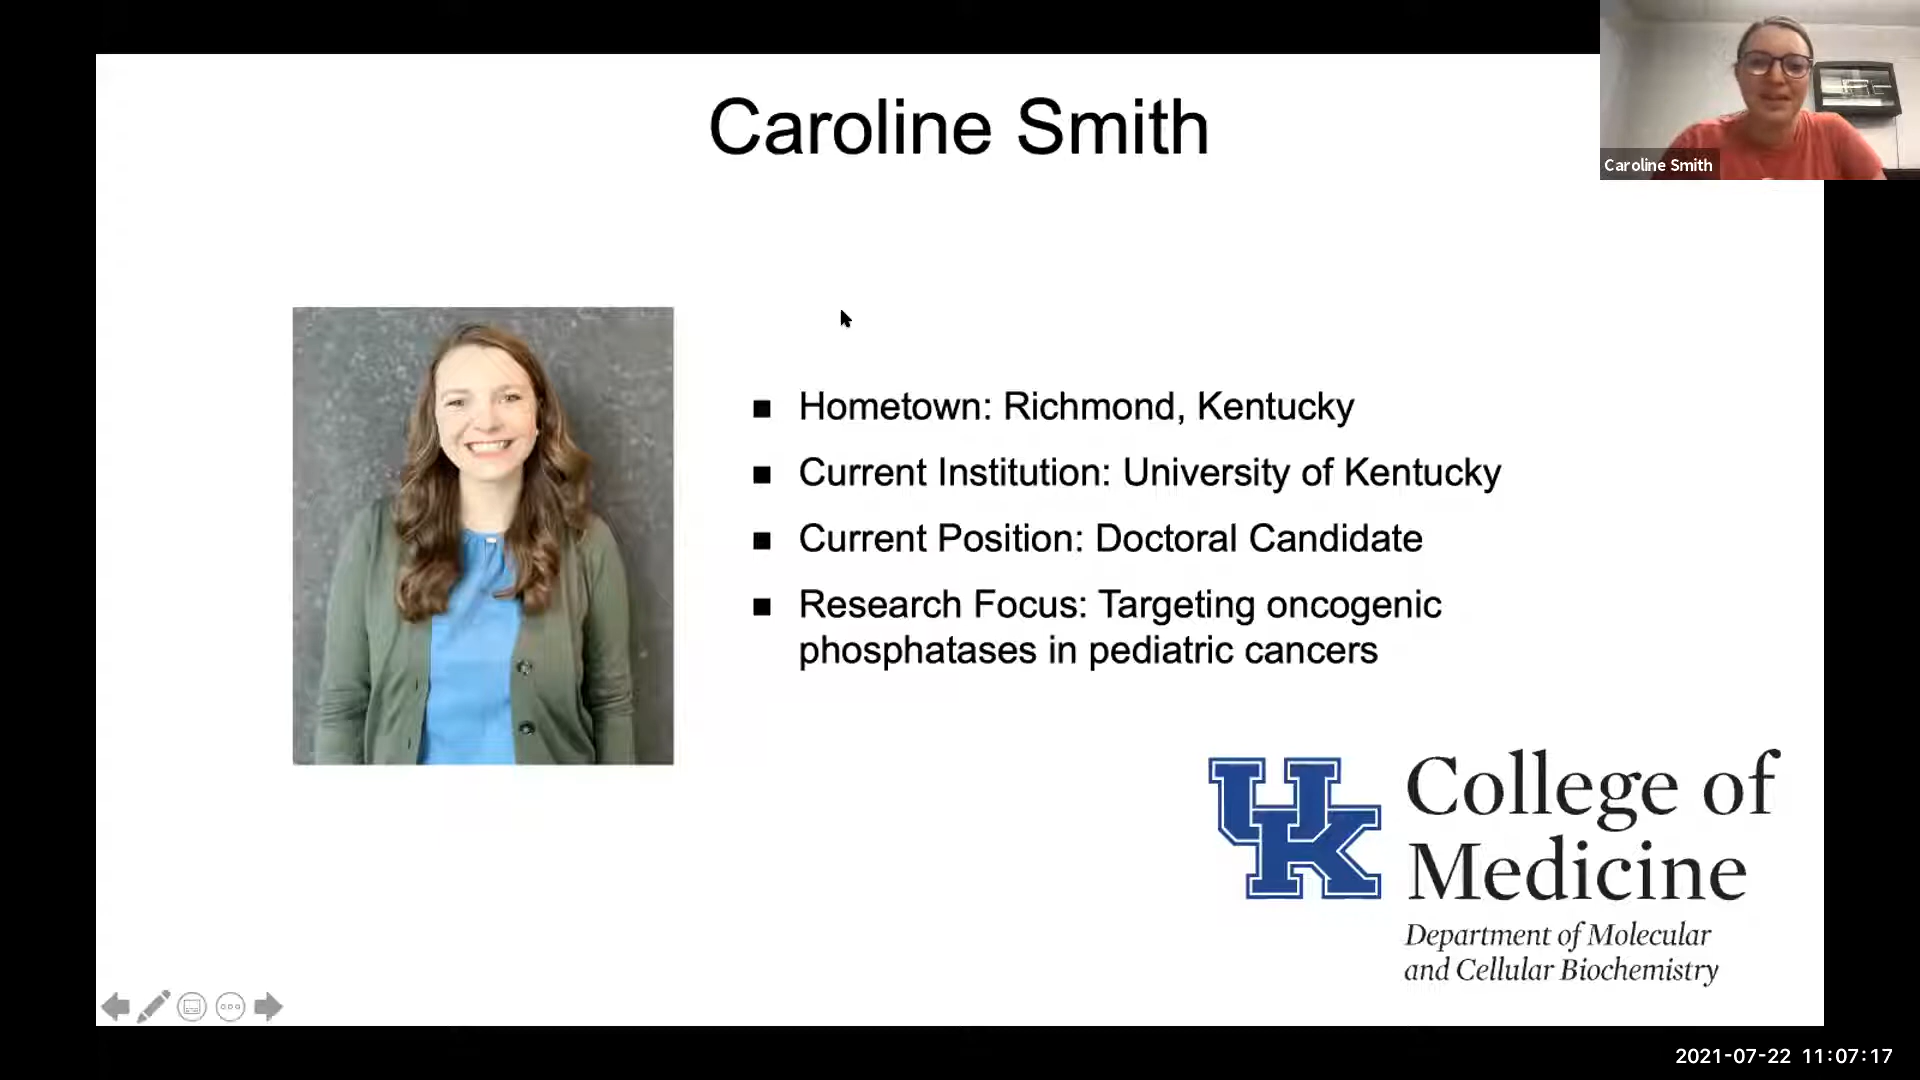 Caroline Smith
Caroline Smith
■ Hometown: Richmond, Kentucky
■ Current Institution: University of Kentucky
■ Current Position: Doctoral Candidate
■ Research Focus: Targeting oncogenic
phosphatases in pediatric cancers
UK
College of
Medicine
Department of Molecular
and Cellular Biochemistry
2021-07-22 11:07:17